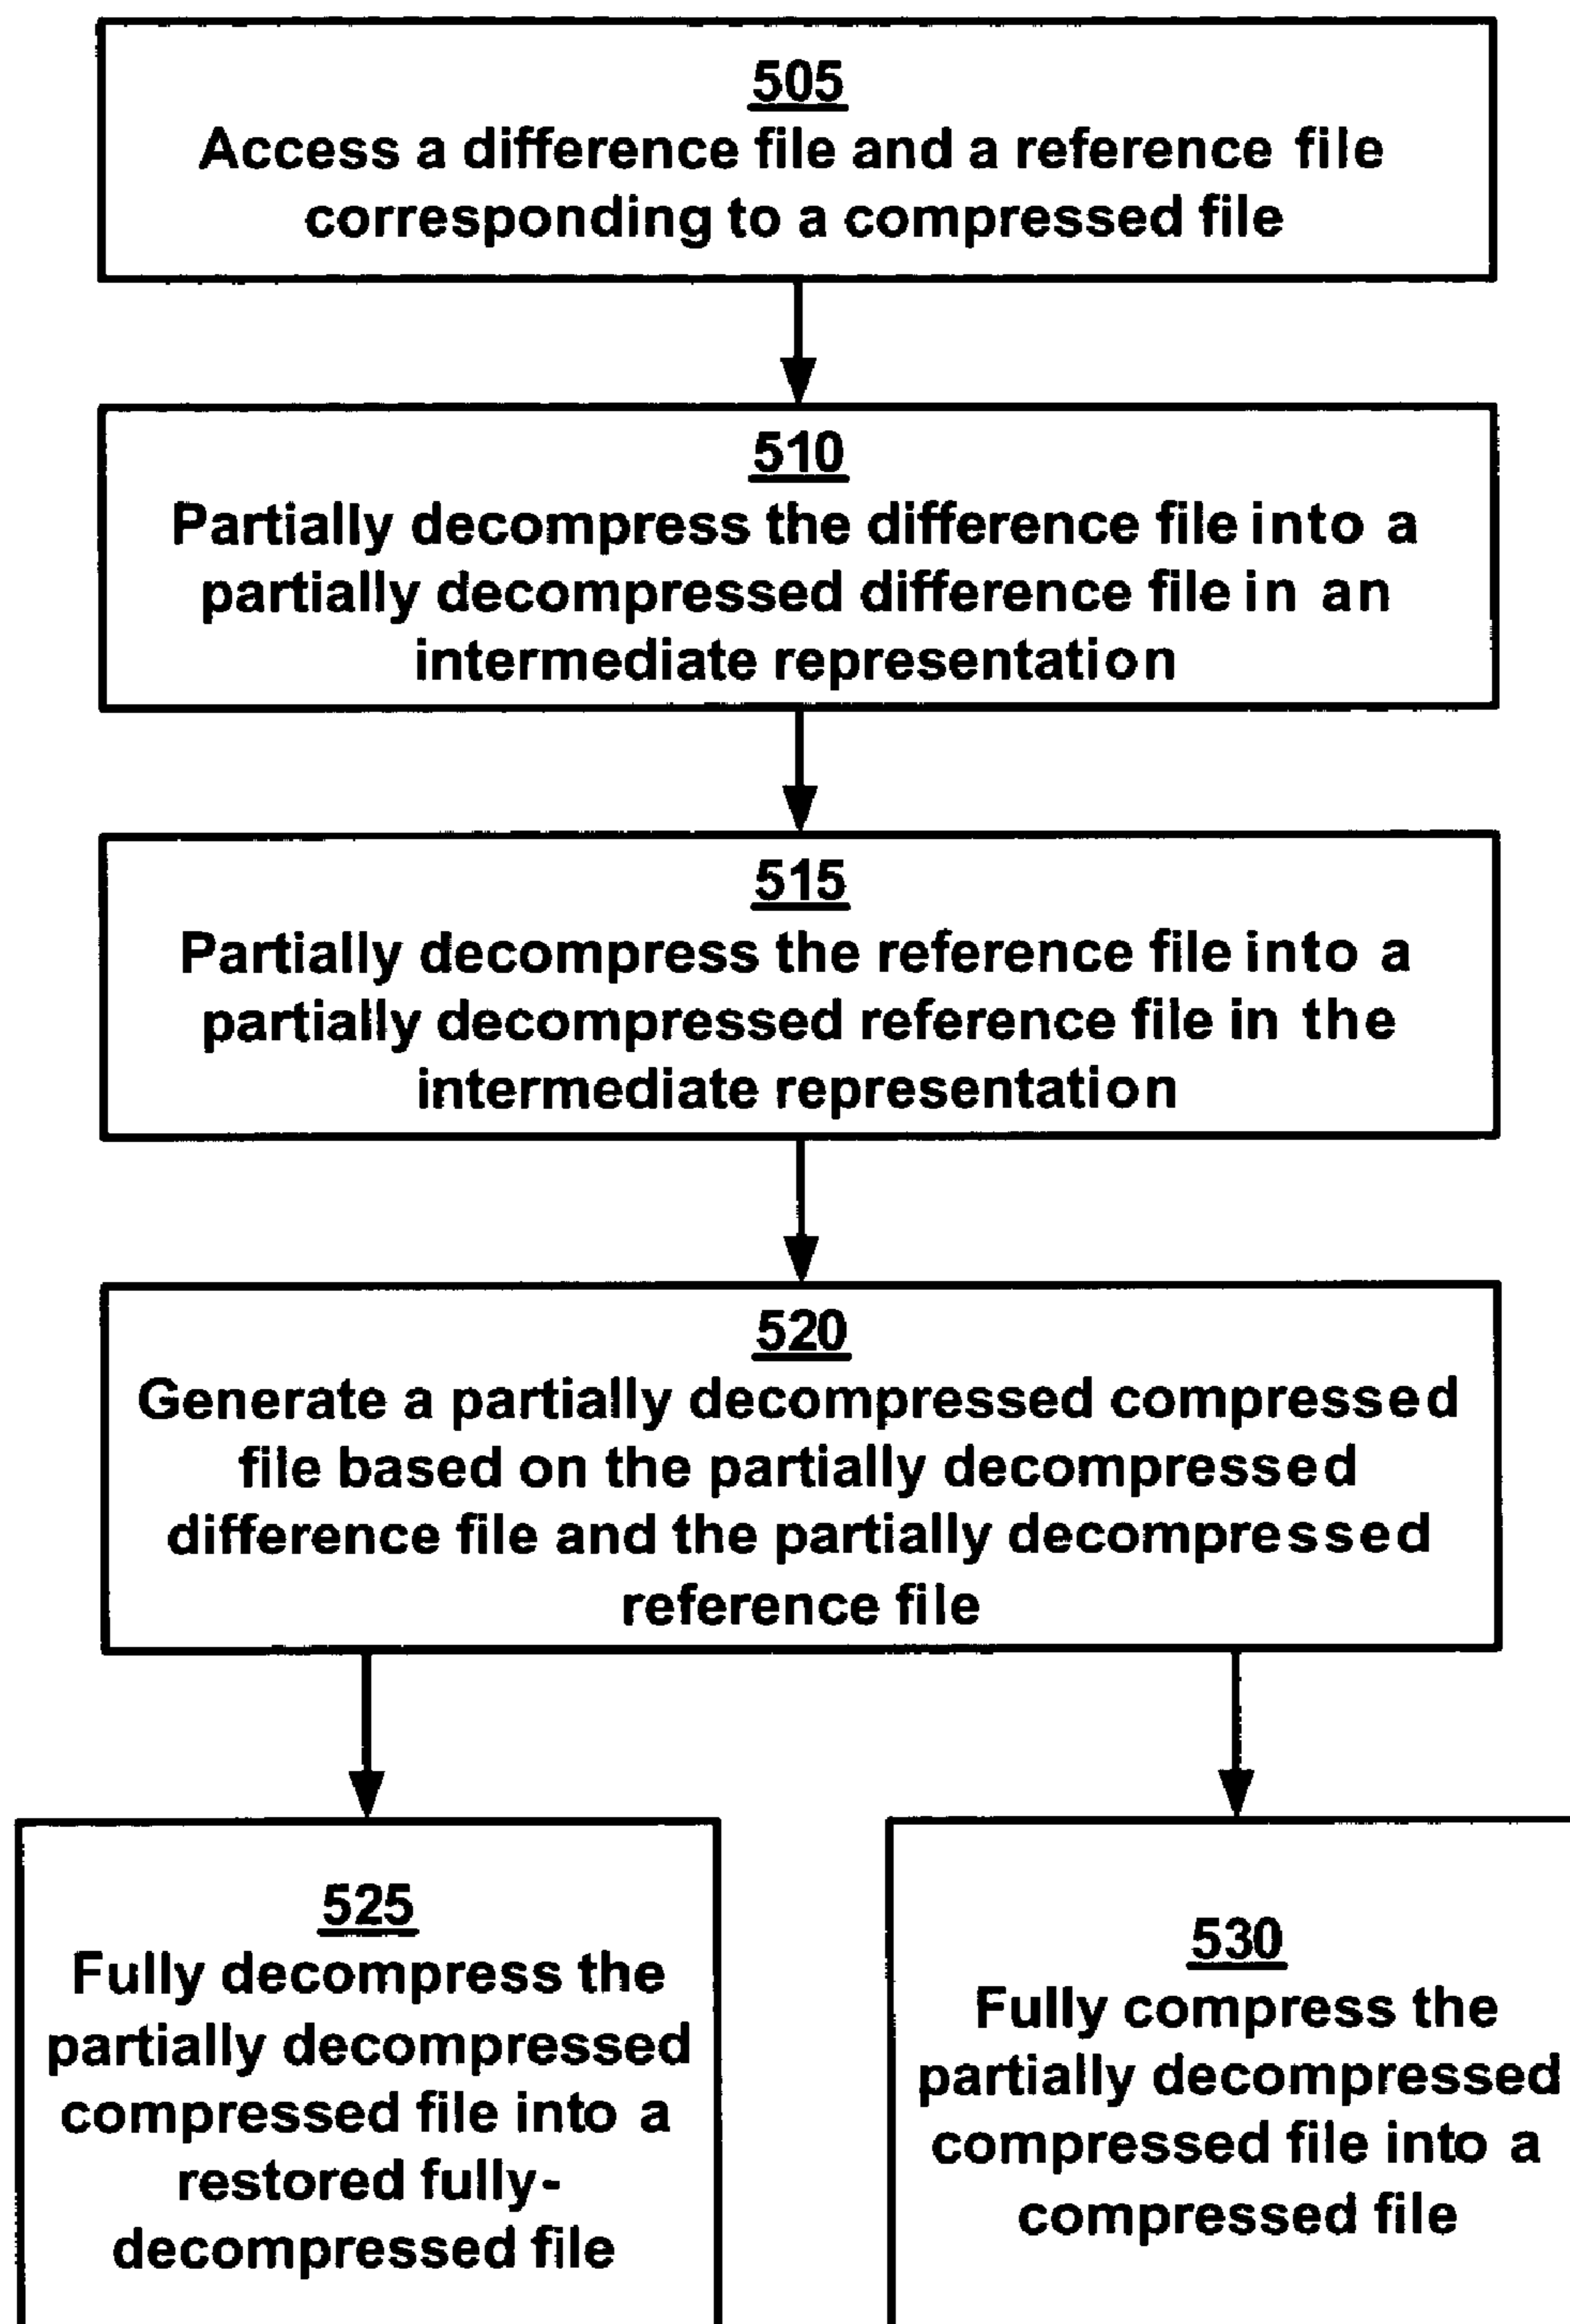 505
Access a difference file and a reference file
corresponding to a compressed file
510
Partially decompress the difference file into a
partially decompressed difference file in an
intermediate representation
515
Partially decompress the reference file into a
partially decompressed reference file in the
intermediate representation
520
Generate a partially decompressed compressed
file based on the partially decompressed
difference file and the partially decompressed
reference file
525
Fully decompress the
partially decompressed
compressed file into a
restored fully-
decompressed file
530
Fully compress the
partially decompressed
compressed file into a
compressed file